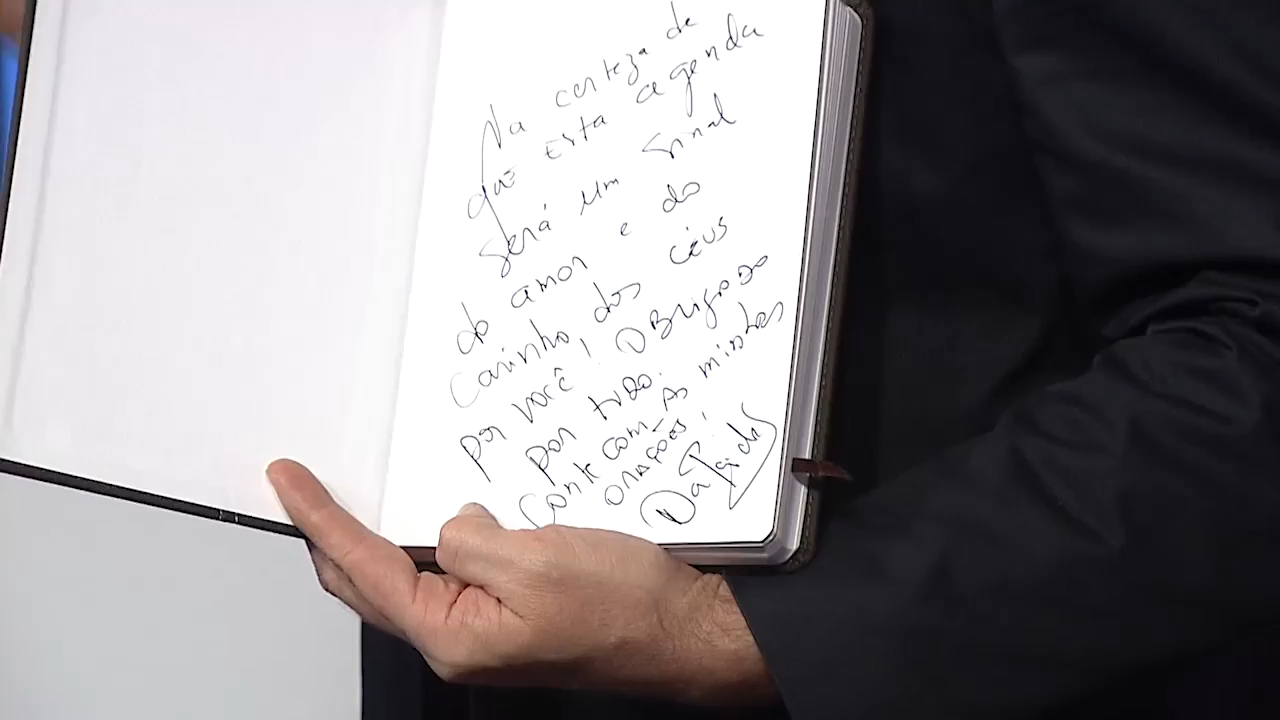 Na certeza de
que esta agenda
será um sinal
do amor e do
carinho dos céus
por você! OBRIGADO
por tudo.
Conte com as minhas
orações!